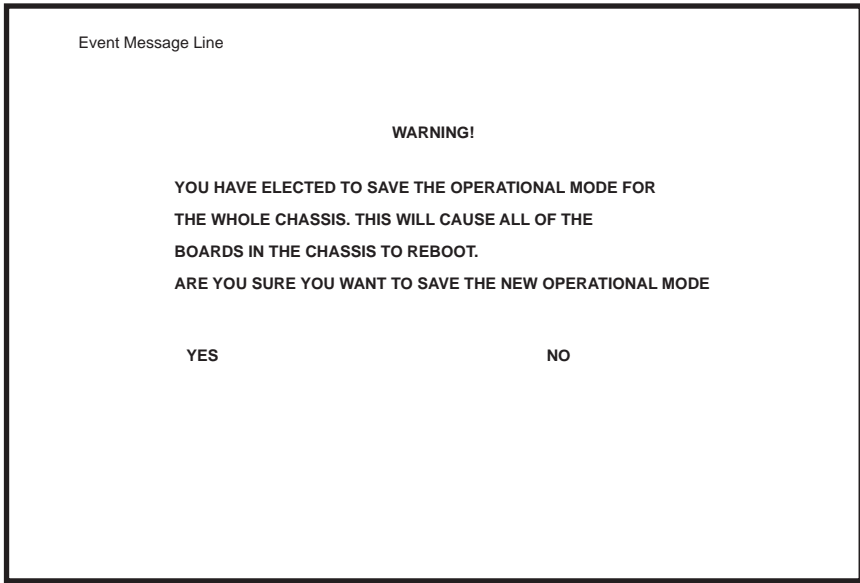 Event Message Line
WARNING!
YOU HAVE ELECTED TO SAVE THE OPERATIONAL MODE FOR
THE WHOLE CHASSIS. THIS WILL CAUSE ALL OF THE
BOARDS IN THE CHASSIS TO REBOOT.
ARE YOU SURE YOU WANT TO SAVE THE NEW OPERATIONAL MODE
YES NO